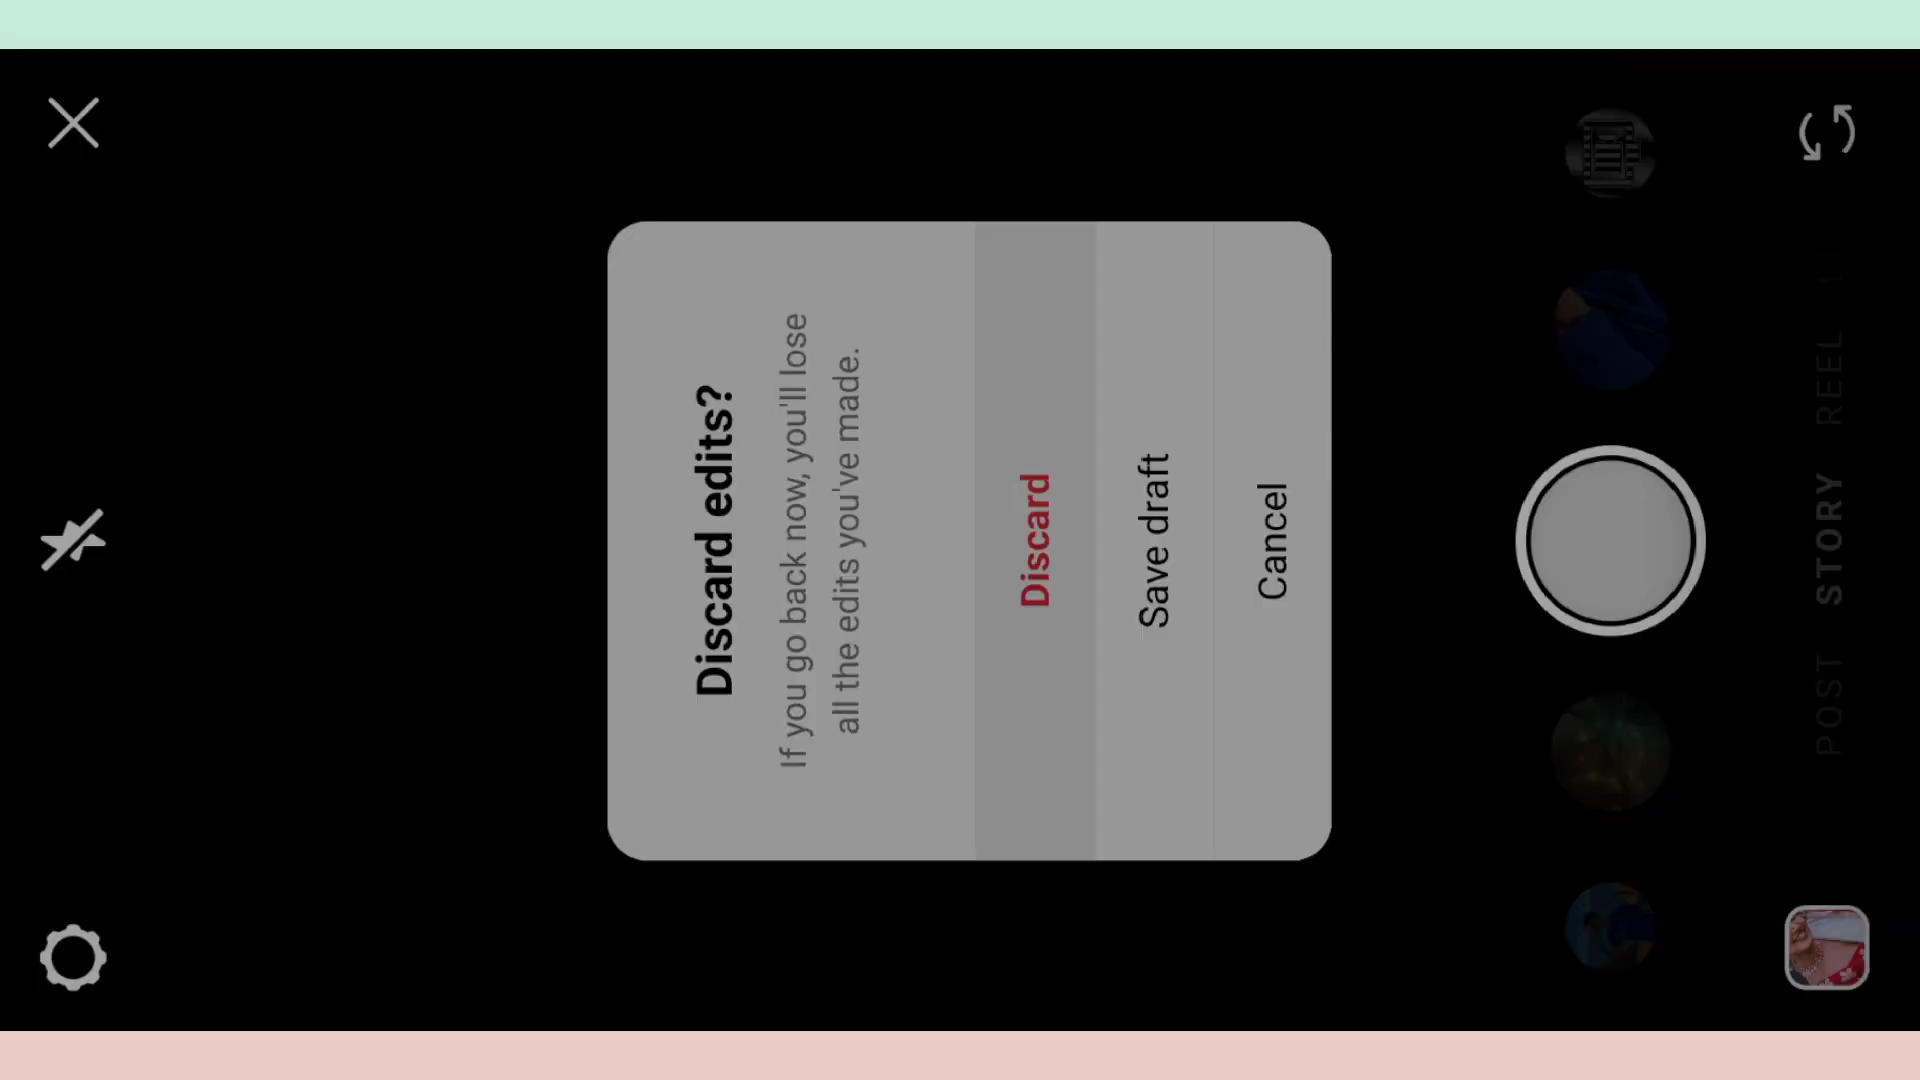 Discard edits?
If you go back now, you'll lose
all the edits you've made.
Discard
Save draft
Cancel
POST STORY REEL